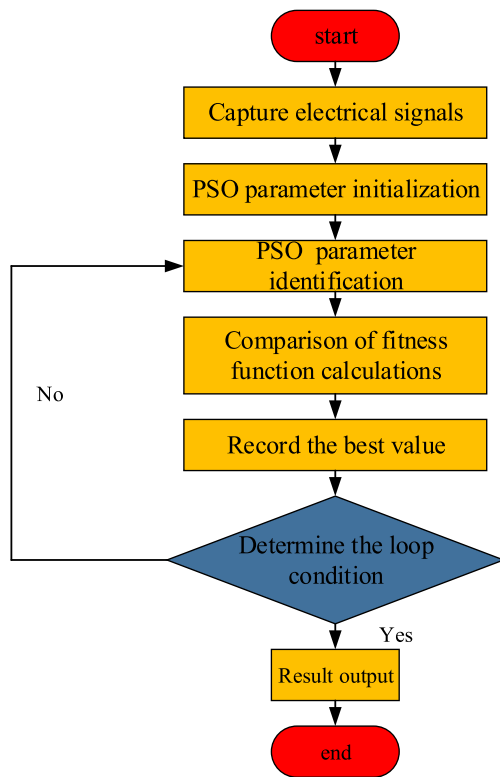 start
Capture electrical signals
PSO parameter initialization
PSO parameter
identification
Comparison of fitness
function calculations
No
Record the best value
Determine the loop
condition
Yes
Result output
end